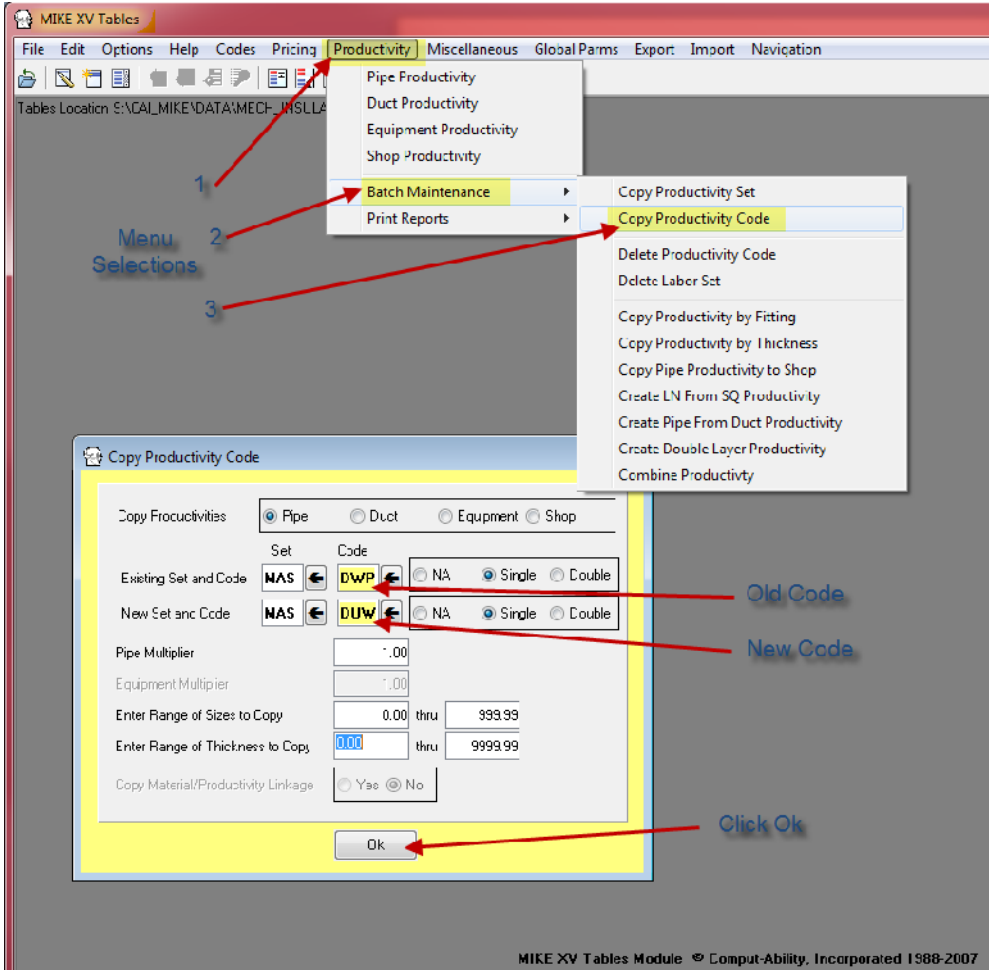 MIKE XV Tables
File Edit Options Help Codes Pricing Productivity Miscellaneous Global Parms Export Import Navigation
Tables Location S:\CAI_MIKE\DATA\MECH_INSLLA
Pipe Productivity
Duct Productivity
Equipment Productivity
Shop Productivity
Batch Maintenance
Print Reports
Copy Productivity Set
Copy Productivity Code
Delete Productivity Code
Delete Labor Set
Copy Productivity by Fitting
Copy Productivity by Thickness
Copy Pipe Productivity to Shop
Create LN From SQ Productivity
Create Pipe From Duct Productivity
Create Double Layer Productivity
Combine Productivty
1
Menu 2
Selections
3
Copy Productivity Code
Copy Procuctivities Pipe Duct Equpment Shop
Set Code
Existing Set and Code NAS DWP NA Single Double
New Set and Code NAS DUW NA Single Double
Old Code
New Code
Pipe Multiplier 1.00
Equipment Multipier 1.00
Enter Range of Sizes to Copy 0.00 thru 999.99
Enter Range of Thickness to Copy 0.00 thru 9999.99
Copy Material/Productivity Linkage Yes No
Click Ok
Ok
MIKE XV Tables Module © Comput-Ability, Incorporated 1988-2007